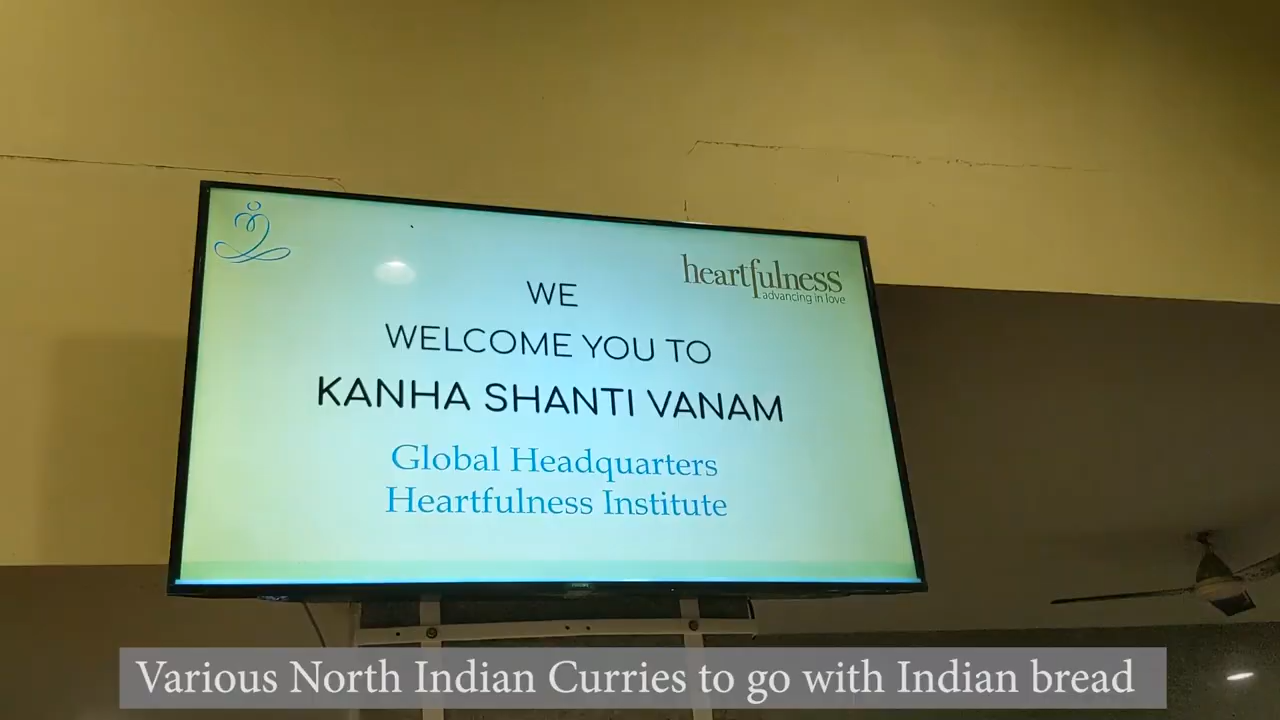 heartfulness
advancing in love
WE
WELCOME YOU TO
KANHA SHANTI VANAM
Global Headquarters
Heartfulness Institute
Various North Indian Curries to go with Indian bread